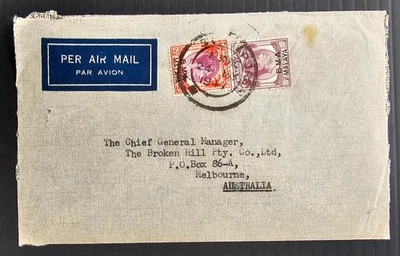 PER AIR MAIL
PAR AVION
B M A
MALAYA
The Chief General Manager,
The Broken Hill Pty. Co.,Ltd,
P.O.Box 86-A,
Melbourne,
AUSTRALIA.